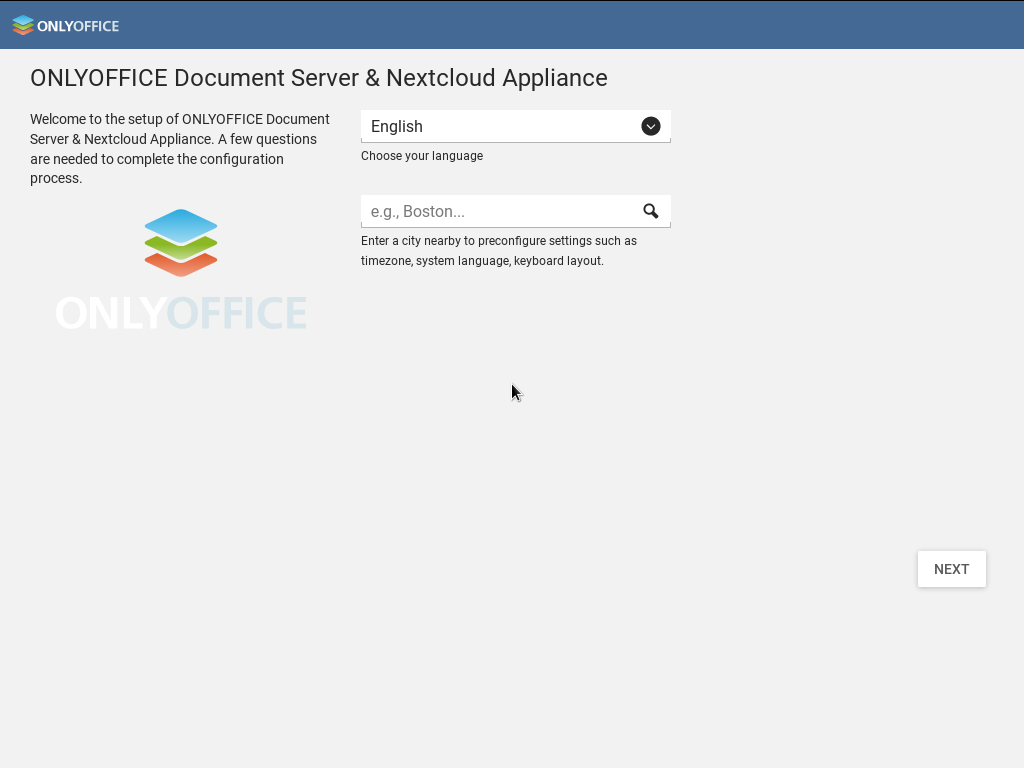 ONLYOFFICE
ONLYOFFICE Document Server & Nextcloud Appliance
Welcome to the setup of ONLYOFFICE Document
Server & Nextcloud Appliance. A few questions
are needed to complete the configuration
process.
ONLYOFFICE
English
Choose your language
e.g., Boston...
Enter a city nearby to preconfigure settings such as
timezone, system language, keyboard layout.
NEXT